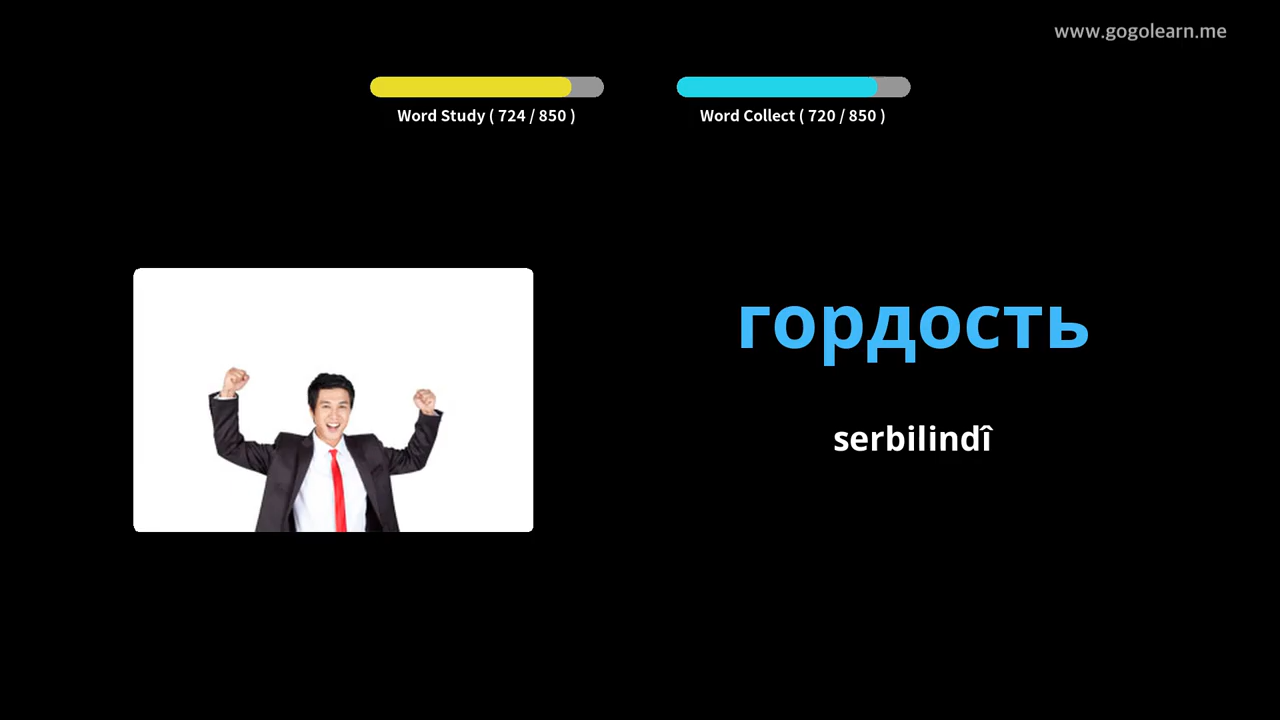 www.gogolearn.me
Word Study ( 724 / 850 )
Word Collect ( 720 / 850 )
гордость
serbilindî